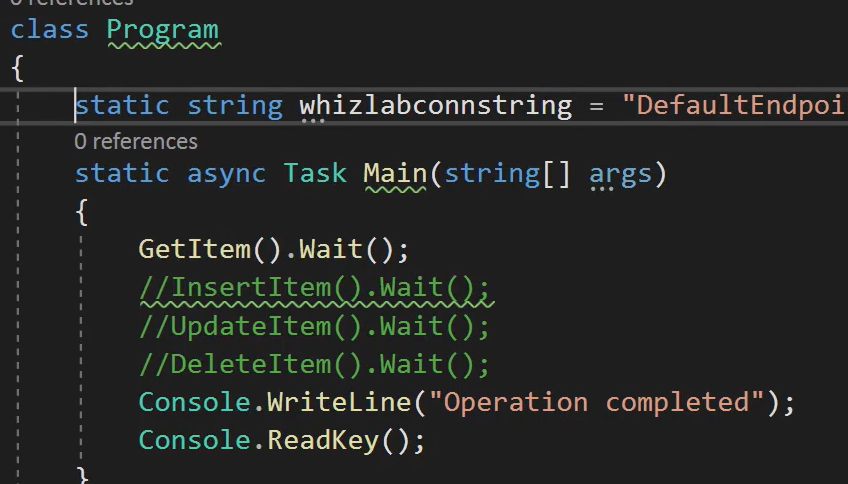 0 references
class Program
{
static string whizlabconnstring = "DefaultEndpoi
0 references
static async Task Main(string[] args)
{
GetItem().Wait();
//InsertItem().Wait();
//UpdateItem().Wait();
//DeleteItem().Wait();
Console.WriteLine("Operation completed");
Console.ReadKey();
}